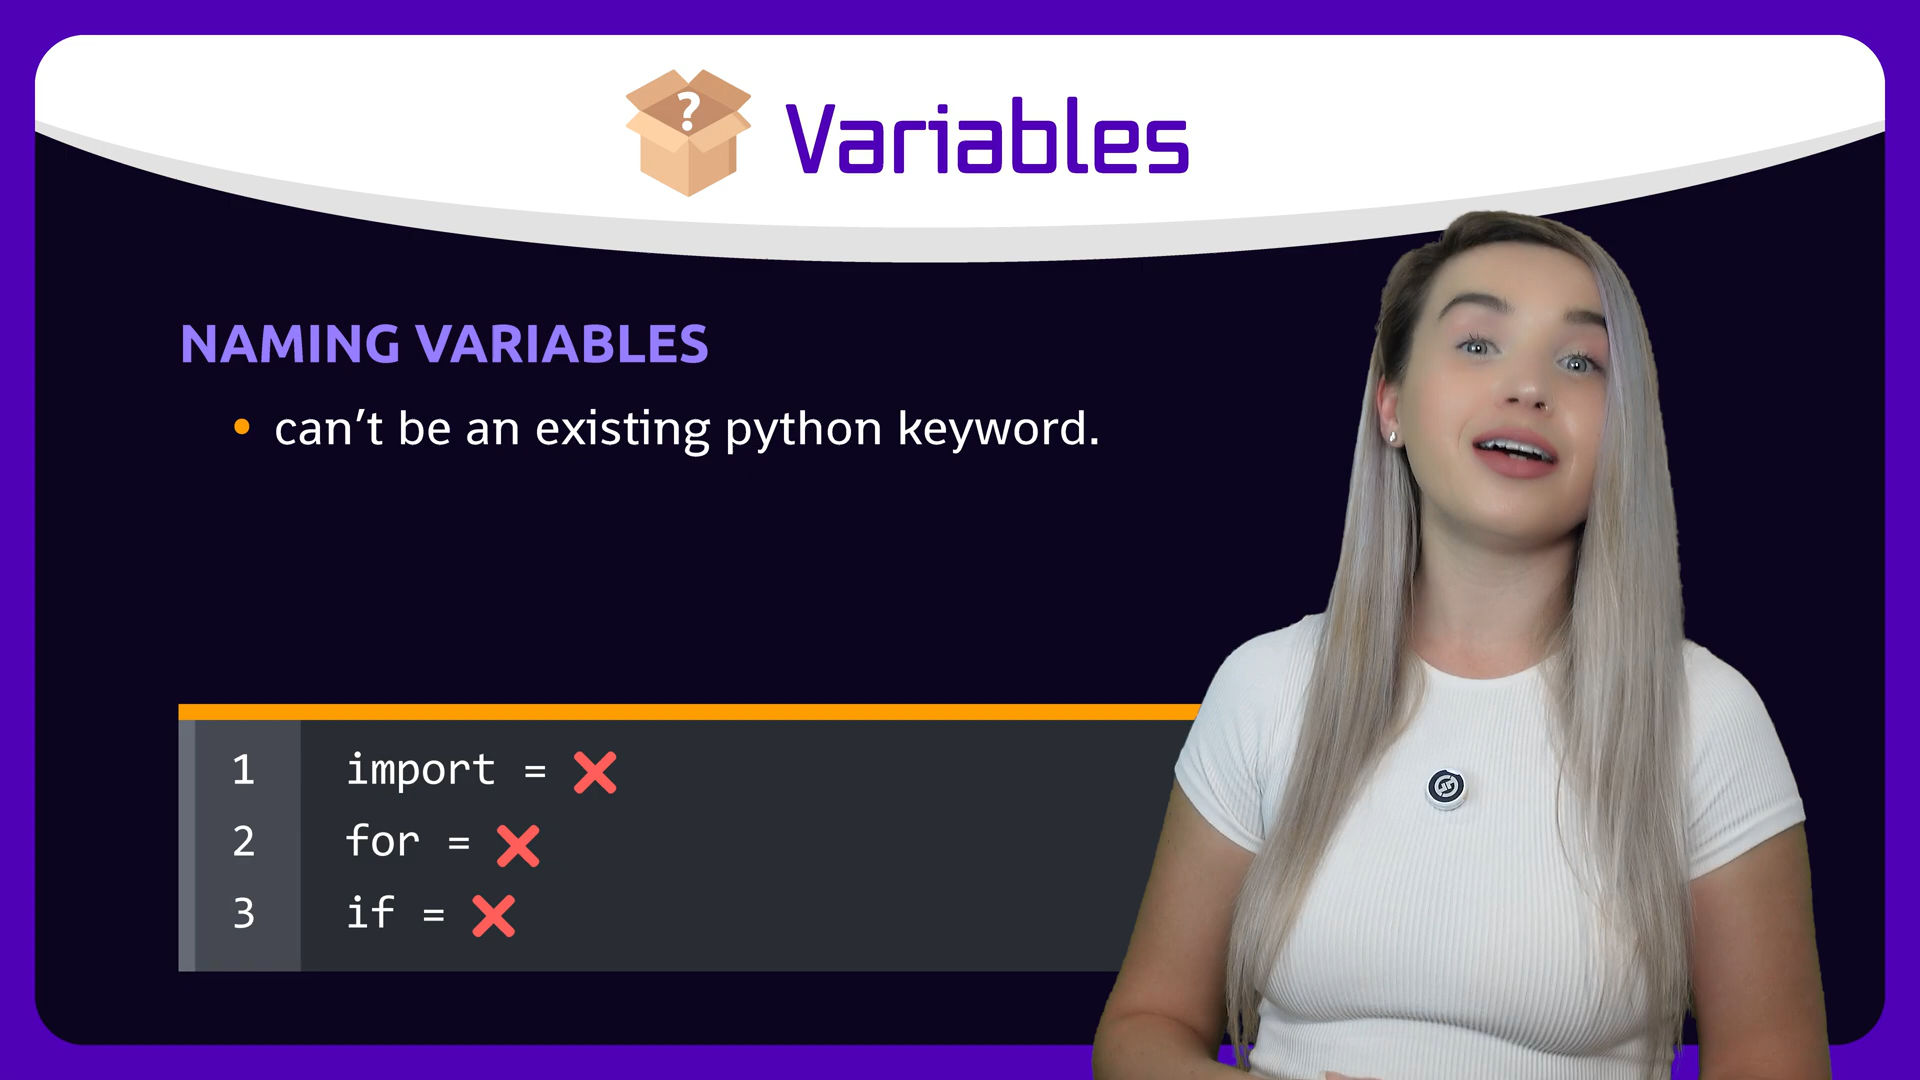 ?
Variables
NAMING VARIABLES
• can’t be an existing python keyword.
1 import = ❌
2 for = ❌
3 if = ❌